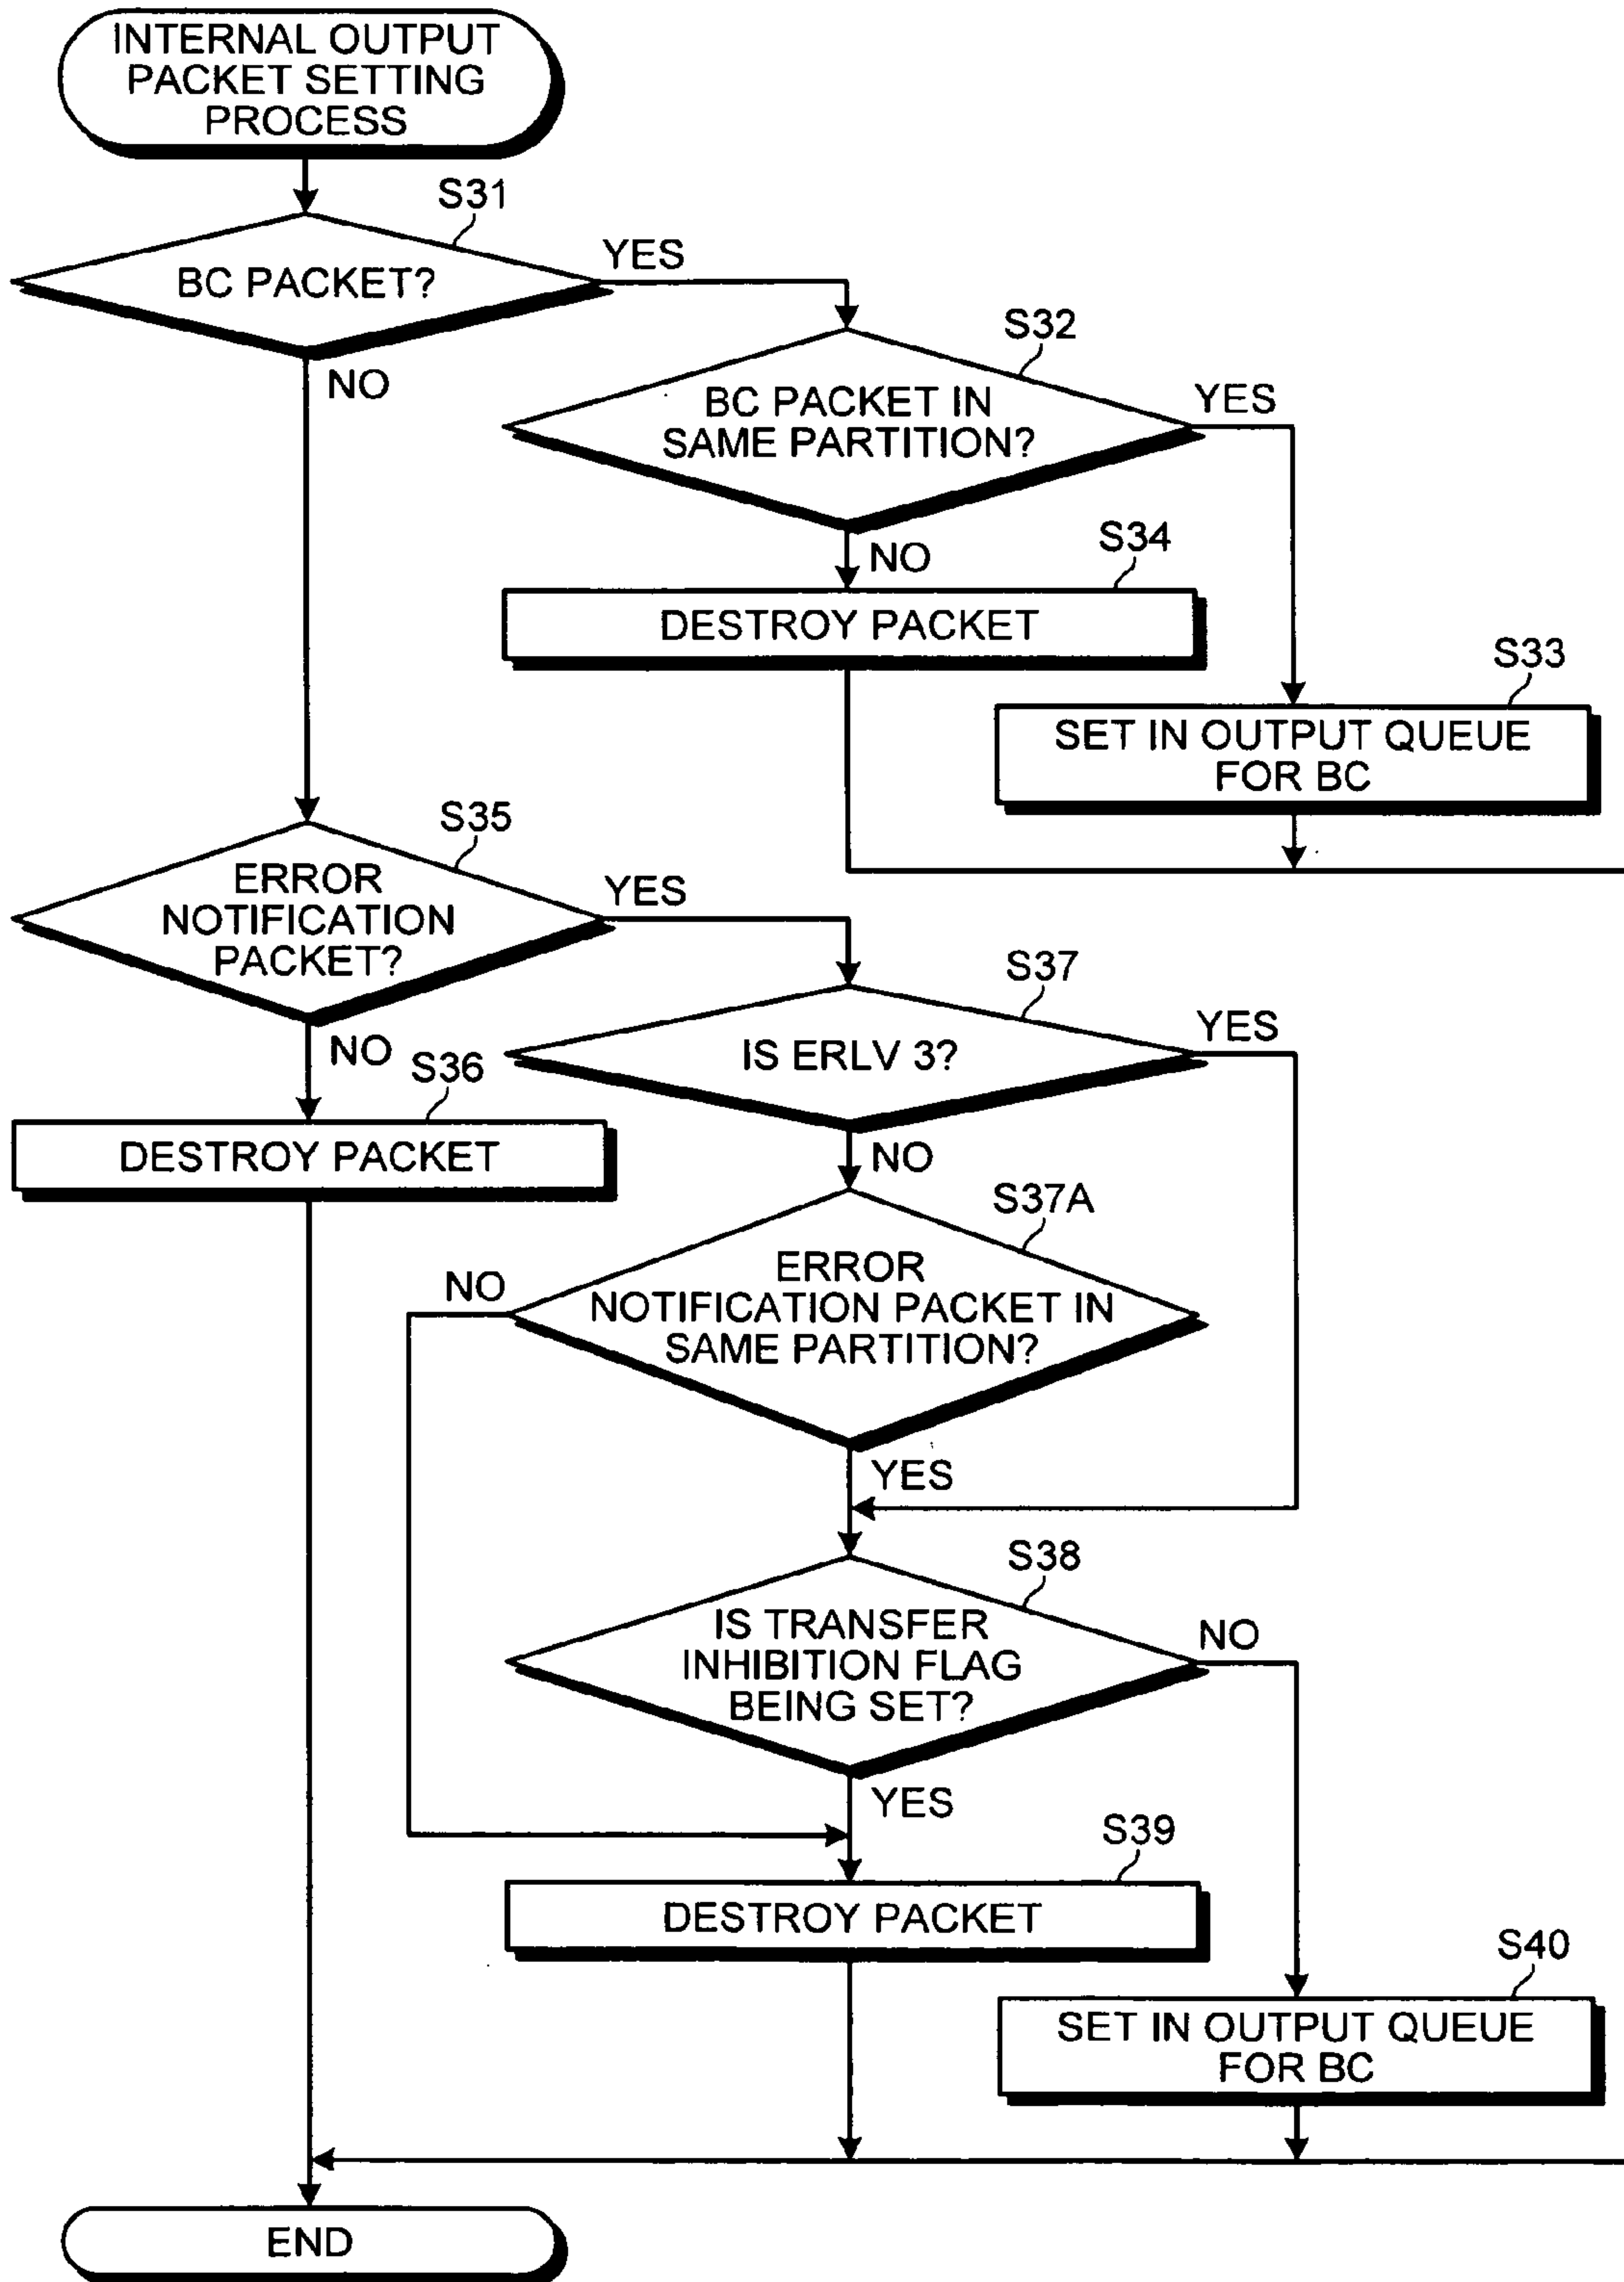 INTERNAL OUTPUT
PACKET SETTING
PROCESS
S31
BC PACKET?
YES
NO
S32
BC PACKET IN
SAME PARTITION?
YES
NO
S34
DESTROY PACKET
S33
SET IN OUTPUT QUEUE
FOR BC
S35
ERROR
NOTIFICATION
PACKET?
YES
NO
S36
DESTROY PACKET
S37
IS ERLV 3?
YES
NO
S37A
ERROR
NOTIFICATION PACKET IN
SAME PARTITION?
NO
YES
S38
IS TRANSFER
INHIBITION FLAG
BEING SET?
NO
YES
S39
DESTROY PACKET
S40
SET IN OUTPUT QUEUE
FOR BC
END